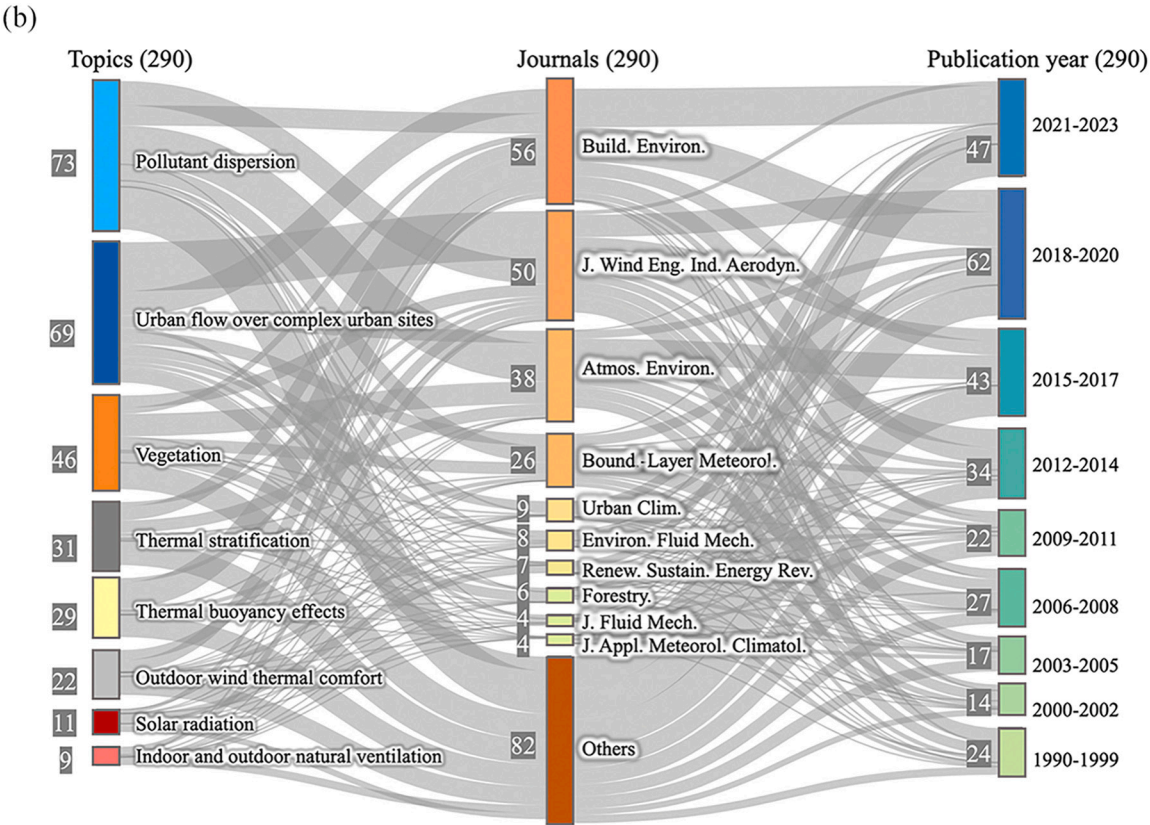 (b)
Topics (290)
Journals (290)
Publication year (290)
73
Pollutant dispersion
69
Urban flow over complex urban sites
46
Vegetation
31
Thermal stratification
29
Thermal buoyancy effects
22
Outdoor wind thermal comfort
11
Solar radiation
9
Indoor and outdoor natural ventilation
56
Build. Environ.
50
J. Wind Eng. Ind. Aerodyn.
38
Atmos. Environ.
26
Bound.-Layer Meteorol.
9
Urban Clim.
8
Environ. Fluid Mech.
7
Renew. Sustain. Energy Rev.
6
Forestry.
4
J. Fluid Mech.
4
J. Appl. Meteorol. Climatol.
82
Others
47
2021-2023
62
2018-2020
43
2015-2017
34
2012-2014
22
2009-2011
27
2006-2008
17
2003-2005
14
2000-2002
24
1990-1999